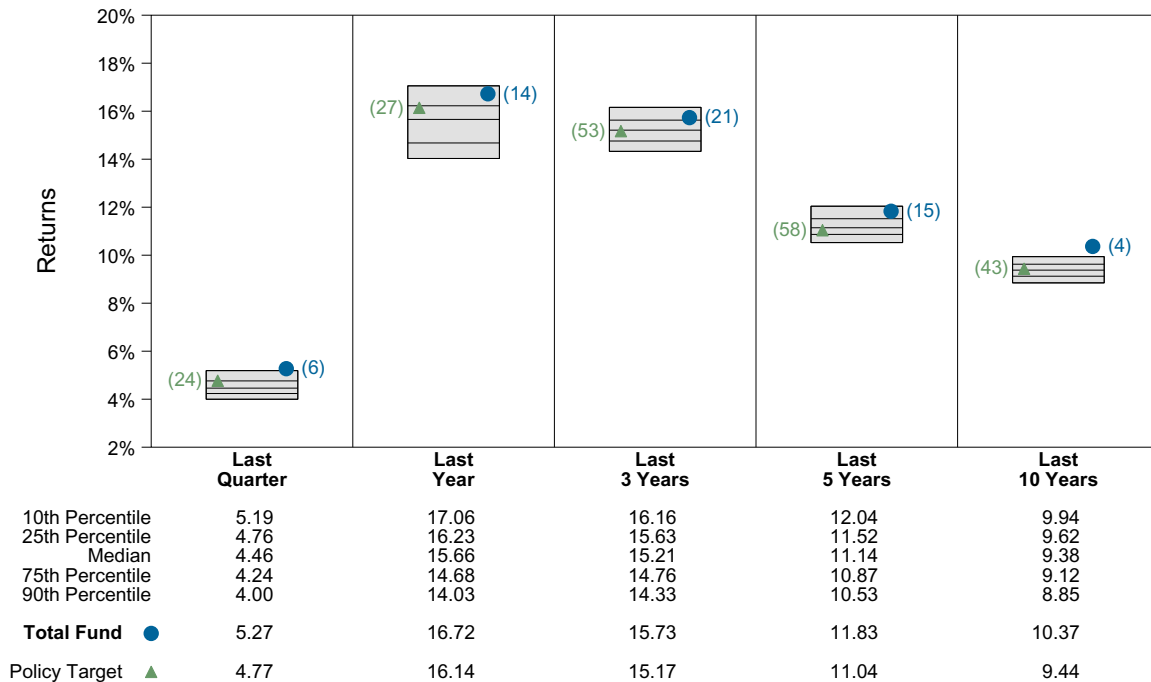 20%
18%
16%
14%
12%
10%
8%
6%
4%
2%
Returns
(24) (6)
(27) (14)
(53) (21)
(58) (15)
(43) (4)
Last Last Last Last Last
Quarter Year 3 Years 5 Years 10 Years
10th Percentile 5.19 17.06 16.16 12.04 9.94
25th Percentile 4.76 16.23 15.63 11.52 9.62
Median 4.46 15.66 15.21 11.14 9.38
75th Percentile 4.24 14.68 14.76 10.87 9.12
90th Percentile 4.00 14.03 14.33 10.53 8.85
Total Fund 5.27 16.72 15.73 11.83 10.37
Policy Target 4.77 16.14 15.17 11.04 9.44